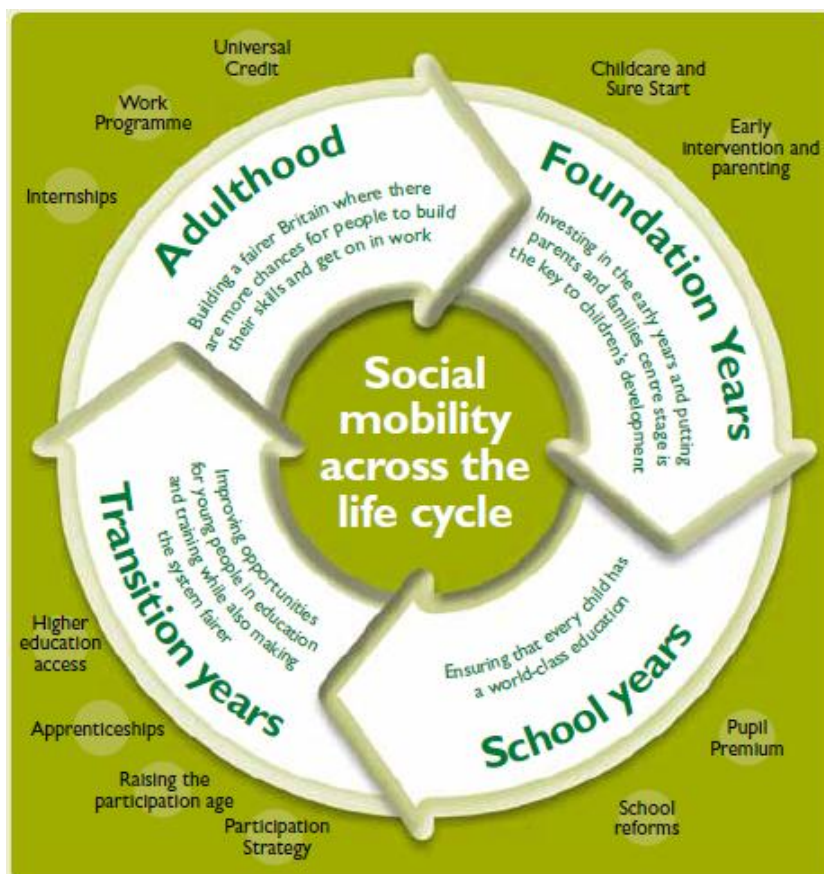 Universal
Credit
Work
Programme
Internships
Childcare and
Sure Start
Early
intervention and
parenting
Adulthood
Building a fairer Britain where there
are more chances for people to build
their skills and get on in work
Foundation Years
Investing in the early years and putting
parents and families centre stage is
the key to children's development
Social
mobility
across the
life cycle
Transition years
Improving opportunities
for young people in education
and training while also making
the system fairer
School years
Ensuring that every child has
a world-class education
Higher
education
access
Apprenticeships
Raising the
participation age
Participation
Strategy
Pupil
Premium
School
reforms